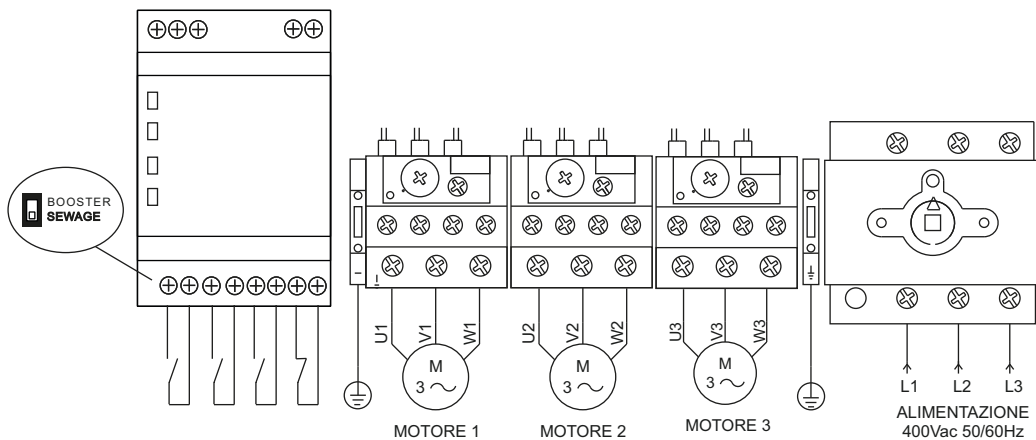 BOOSTER
SEWAGE
U1
V1
W1
U2
V2
W2
U3
V3
W3
M
3
M
3
M
3
MOTORE 1
MOTORE 2
MOTORE 3
L1
L2
L3
ALIMENTAZIONE
400Vac 50/60Hz